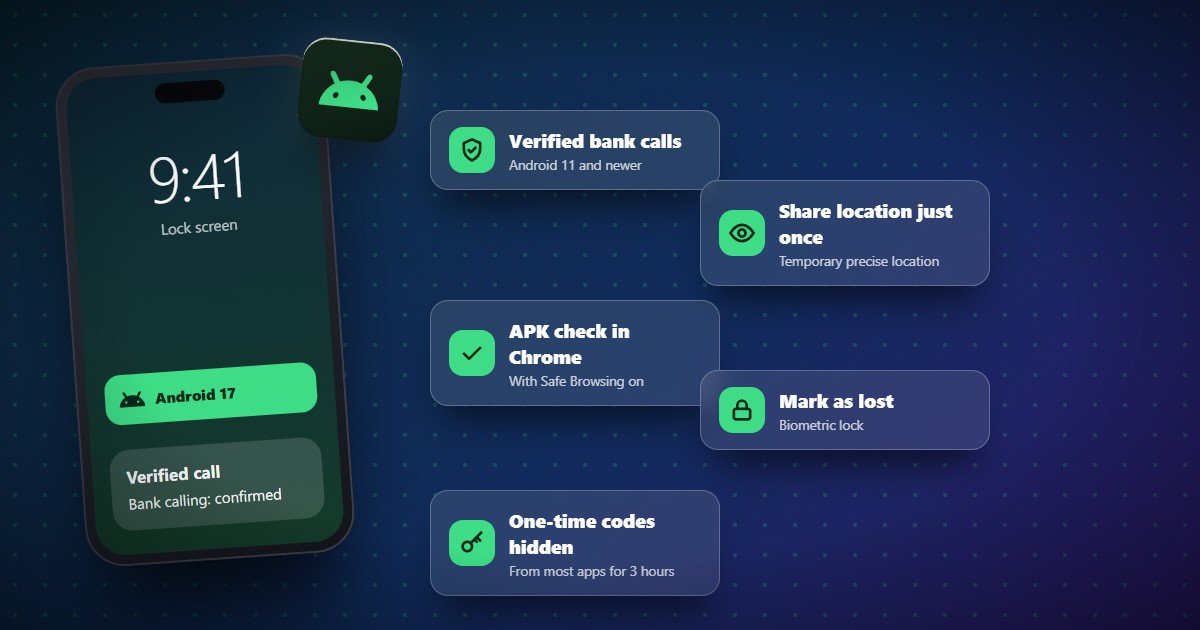 9:41
Lock screen
Android 17
Verified call
Bank calling: confirmed
Verified bank calls
Android 11 and newer
Share location just
once
Temporary precise location
APK check in
Chrome
With Safe Browsing on
Mark as lost
Biometric lock
One-time codes
hidden
From most apps for 3 hours